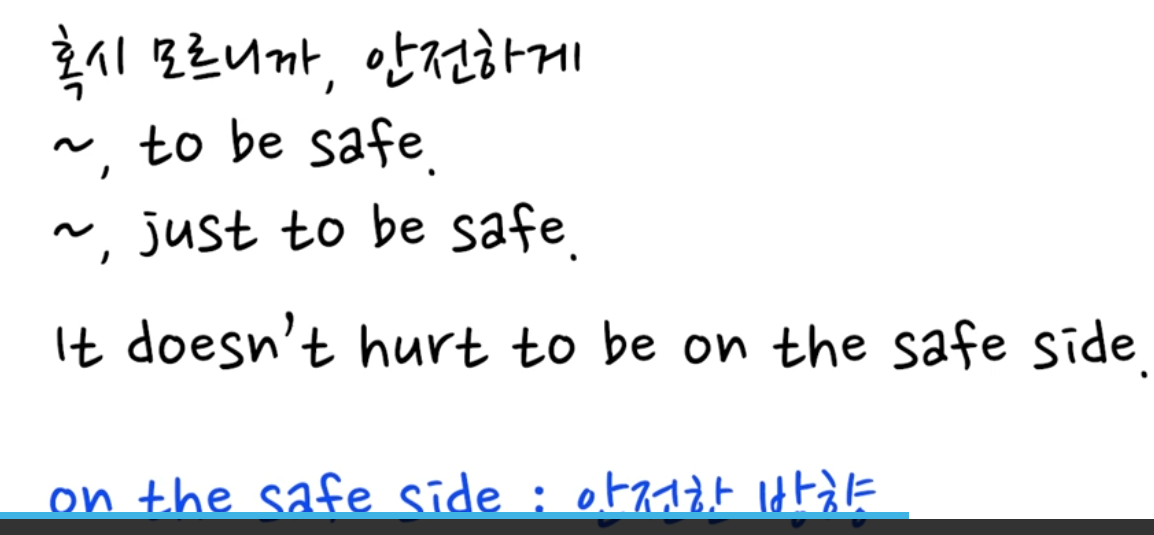 혹시 모르니까, 안전하게
~, to be safe.
~, just to be safe.
It doesn't hurt to be on the safe side.
on the safe side : 안전한 방향